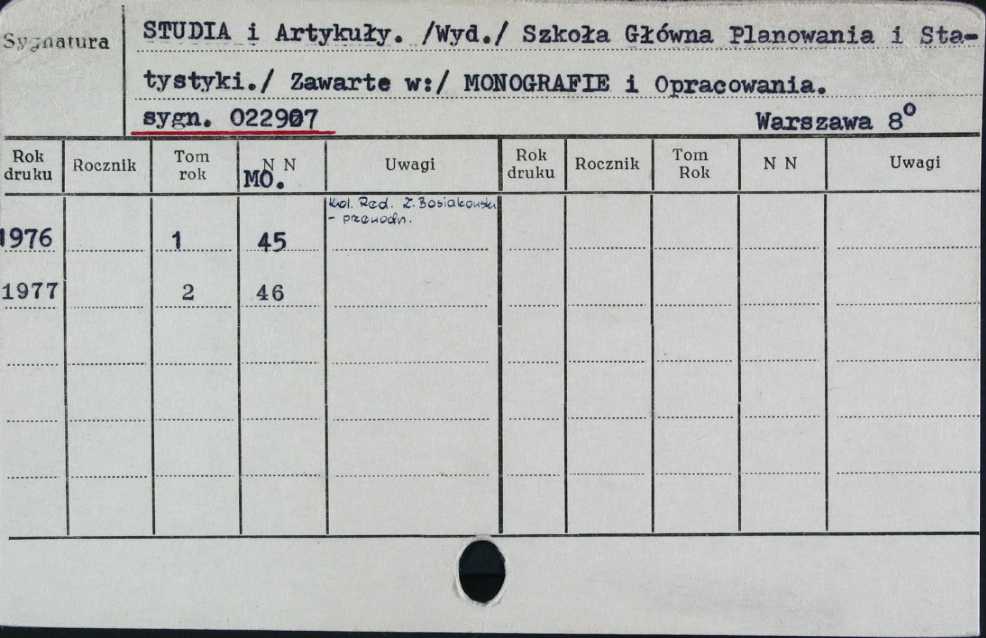 Sygnatura
STUDIA i Artykuły. /Wyd./ Szkoła Główna Planowania i Sta-
tystyki./ Zawarte w:/ MONOGRAFIE i Opracowania.
sygn. 022907 Warszawa 8°
Rok druku Rocznik Tom rok N N Uwagi Rok druku Rocznik Tom Rok N N Uwagi
MO.
Kol. Red. Z. Bosiakowski
- przewodn.
1976 1 45
1977 2 46